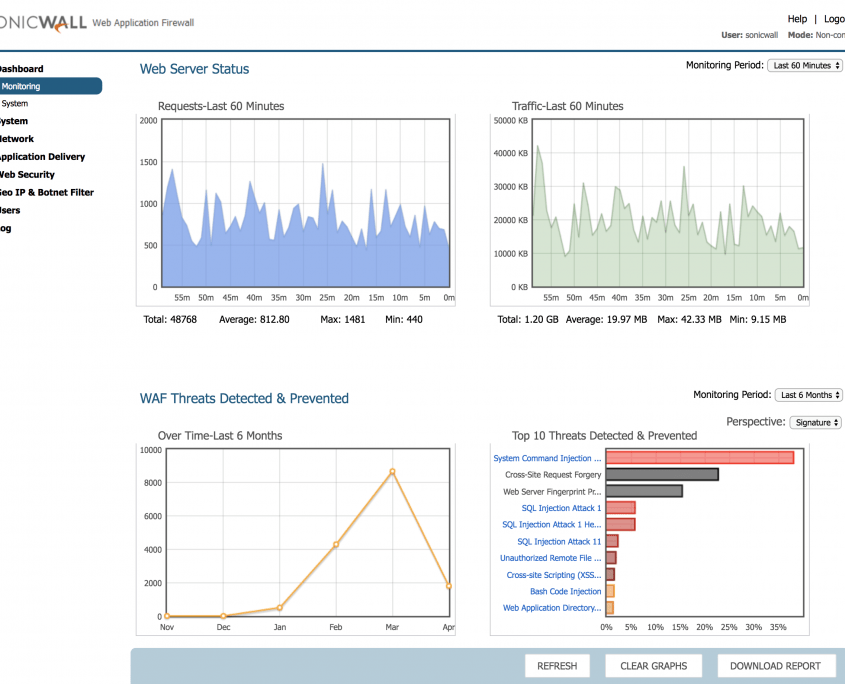 ONICWALL Web Application Firewall
Help | Logo
User: sonicwall Mode: Non-con
Dashboard
Monitoring
System
ystem
etwork
pplication Delivery
Web Security
Geo IP & Botnet Filter
sers
og
Web Server Status
Monitoring Period: Last 60 Minutes
Requests-Last 60 Minutes
2000
1500
1000
500
0
55m 50m 45m 40m 35m 30m 25m 20m 15m 10m 5m 0m
Total: 48768 Average: 812.80 Max: 1481 Min: 440
Traffic-Last 60 Minutes
50000 KB
40000 KB
30000 KB
20000 KB
10000 KB
0 KB
55m 50m 45m 40m 35m 30m 25m 20m 15m 10m 5m 0m
Total: 1.20 GB Average: 19.97 MB Max: 42.33 MB Min: 9.15 MB
WAF Threats Detected & Prevented
Monitoring Period: Last 6 Months
Perspective: Signature
Over Time-Last 6 Months
10000
8000
6000
4000
2000
0
Nov Dec Jan Feb Mar Apr
Top 10 Threats Detected & Prevented
System Command Injection ...
Cross-Site Request Forgery
Web Server Fingerprint Pr...
SQL Injection Attack 1
SQL Injection Attack 1 He...
SQL Injection Attack 11
Unauthorized Remote File ...
Cross-site Scripting (XSS...
Bash Code Injection
Web Application Directory...
0% 5% 10% 15% 20% 25% 30% 35%
REFRESH CLEAR GRAPHS DOWNLOAD REPORT